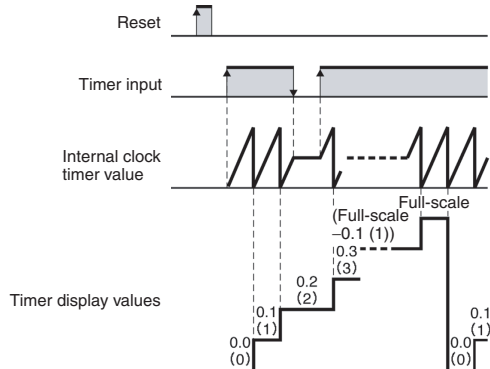 Reset
Timer input
Internal clock
timer value
Full-scale
(Full-scale
–0.1 (1))
0.3
(3)
0.2
(2)
Timer display values
0.1
(1)
0.1
(1)
0.0
(0)
0.0
(0)